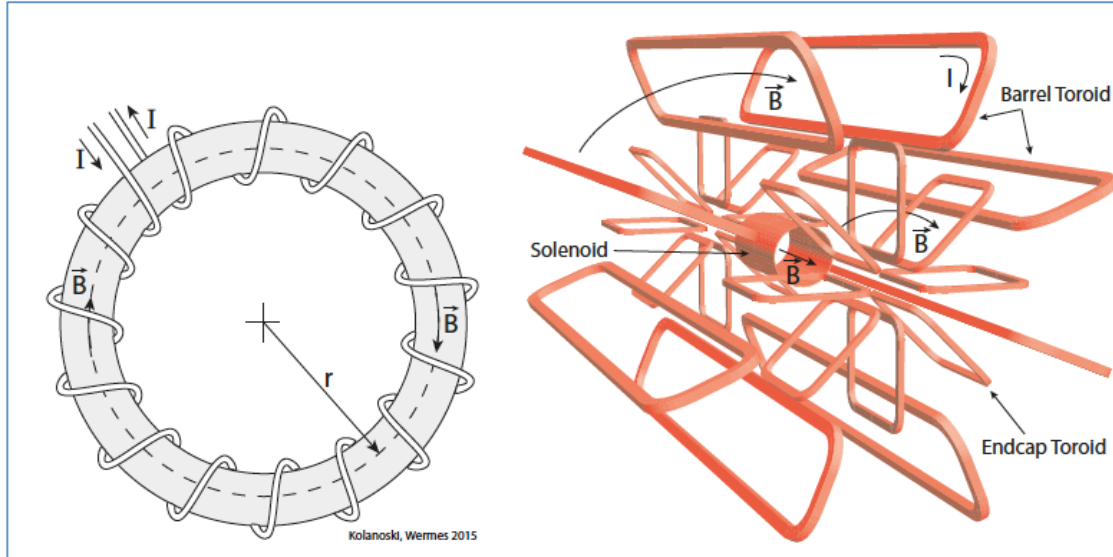 I
I
B
B
r
Kolanoski, Wermes 2015
B
I
Barrel Toroid
B
Solenoid
B
Endcap Toroid